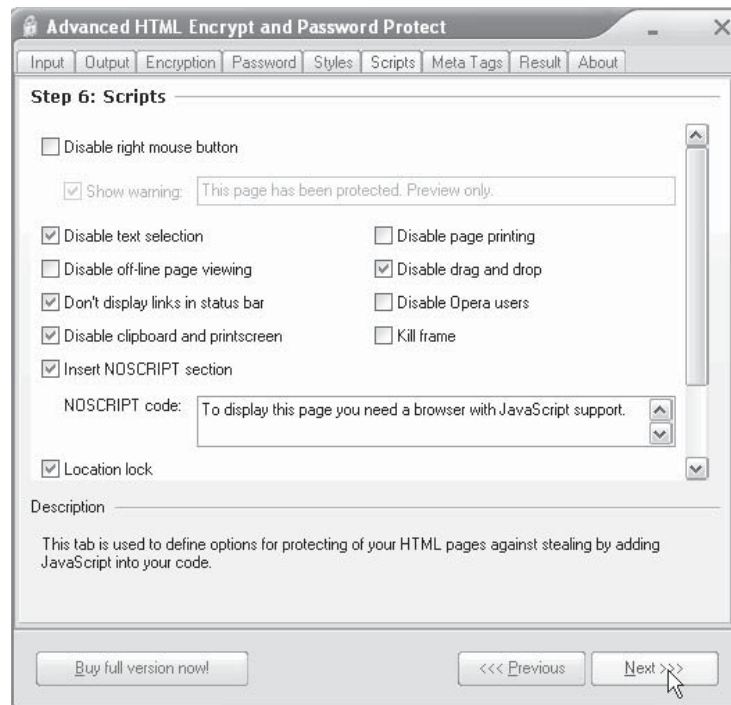 Advanced HTML Encrypt and Password Protect
Input Output Encryption Password Styles Scripts Meta Tags Result About
Step 6: Scripts
Disable right mouse button
Show warning: This page has been protected. Preview only.
Disable text selection Disable page printing
Disable off-line page viewing Disable drag and drop
Don't display links in status bar Disable Opera users
Disable clipboard and printscreen Kill frame
Insert NOSCRIPT section
NOSCRIPT code: To display this page you need a browser with JavaScript support.
Location lock
Description
This tab is used to define options for protecting of your HTML pages against stealing by adding
JavaScript into your code.
Buy full version now! <<< Previous Next >>>